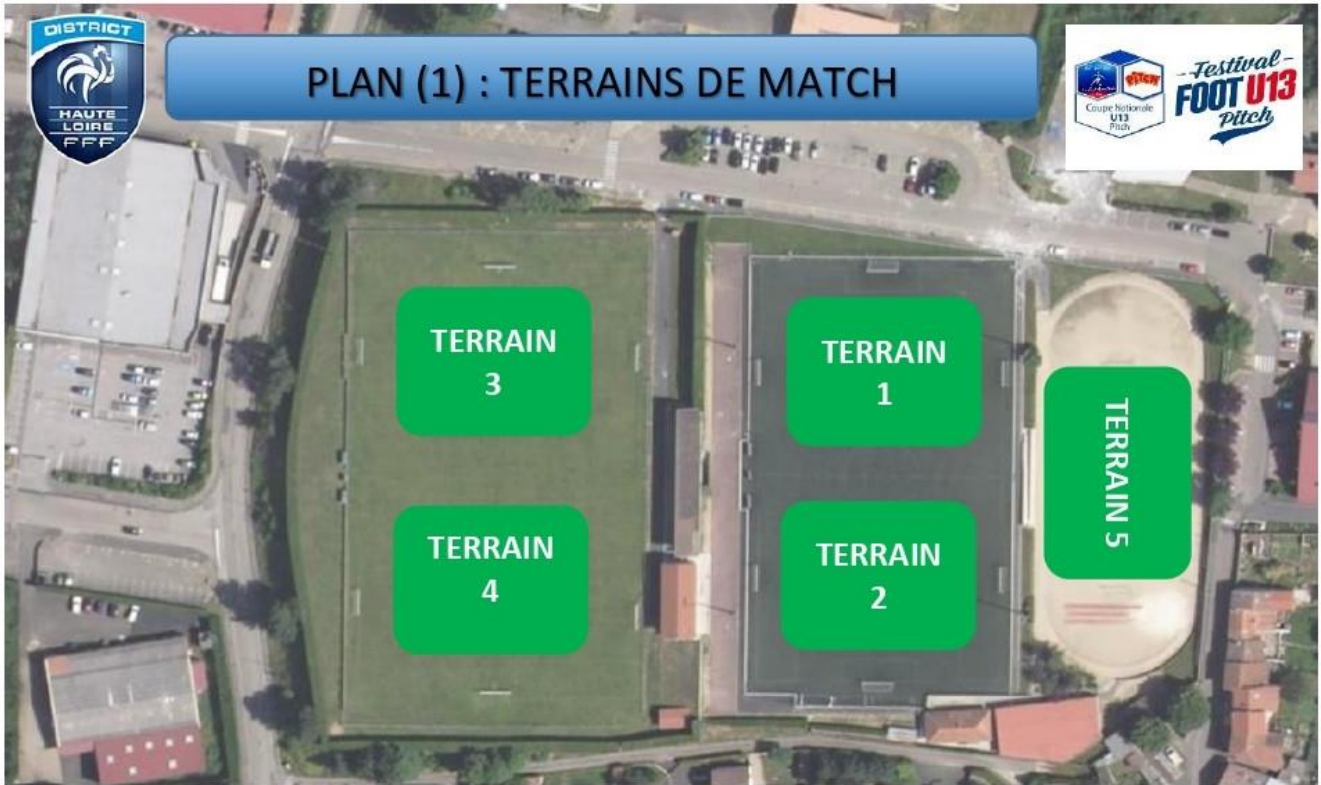 DISTRICT
HAUTE
LOIRE
FFF
PLAN (1) : TERRAINS DE MATCH
PiTCH
Coupe Nationale
U13
Pitch
Festival
FOOT U13
Pitch
TERRAIN
3
TERRAIN
1
TERRAIN 5
TERRAIN
4
TERRAIN
2